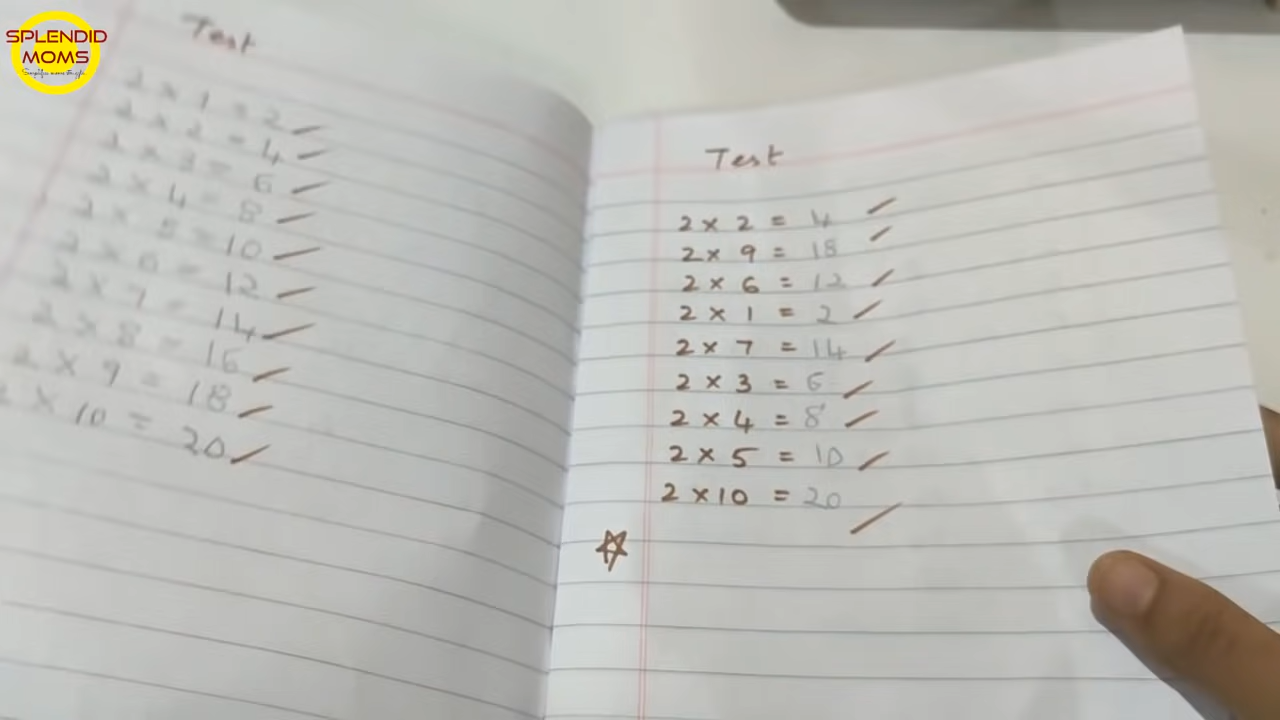 SPLENDID
MOMS
Test
2 x 1 = 2
2 x 2 = 4
2 x 3 = 6
2 x 4 = 8
2 x 5 = 10
2 x 6 = 12
2 x 7 = 14
2 x 8 = 16
2 x 9 = 18
2 x 10 = 20
Test
2 x 2 = 4
2 x 9 = 18
2 x 6 = 12
2 x 1 = 2
2 x 7 = 14
2 x 3 = 6
2 x 4 = 8
2 x 5 = 10
2 x 10 = 20